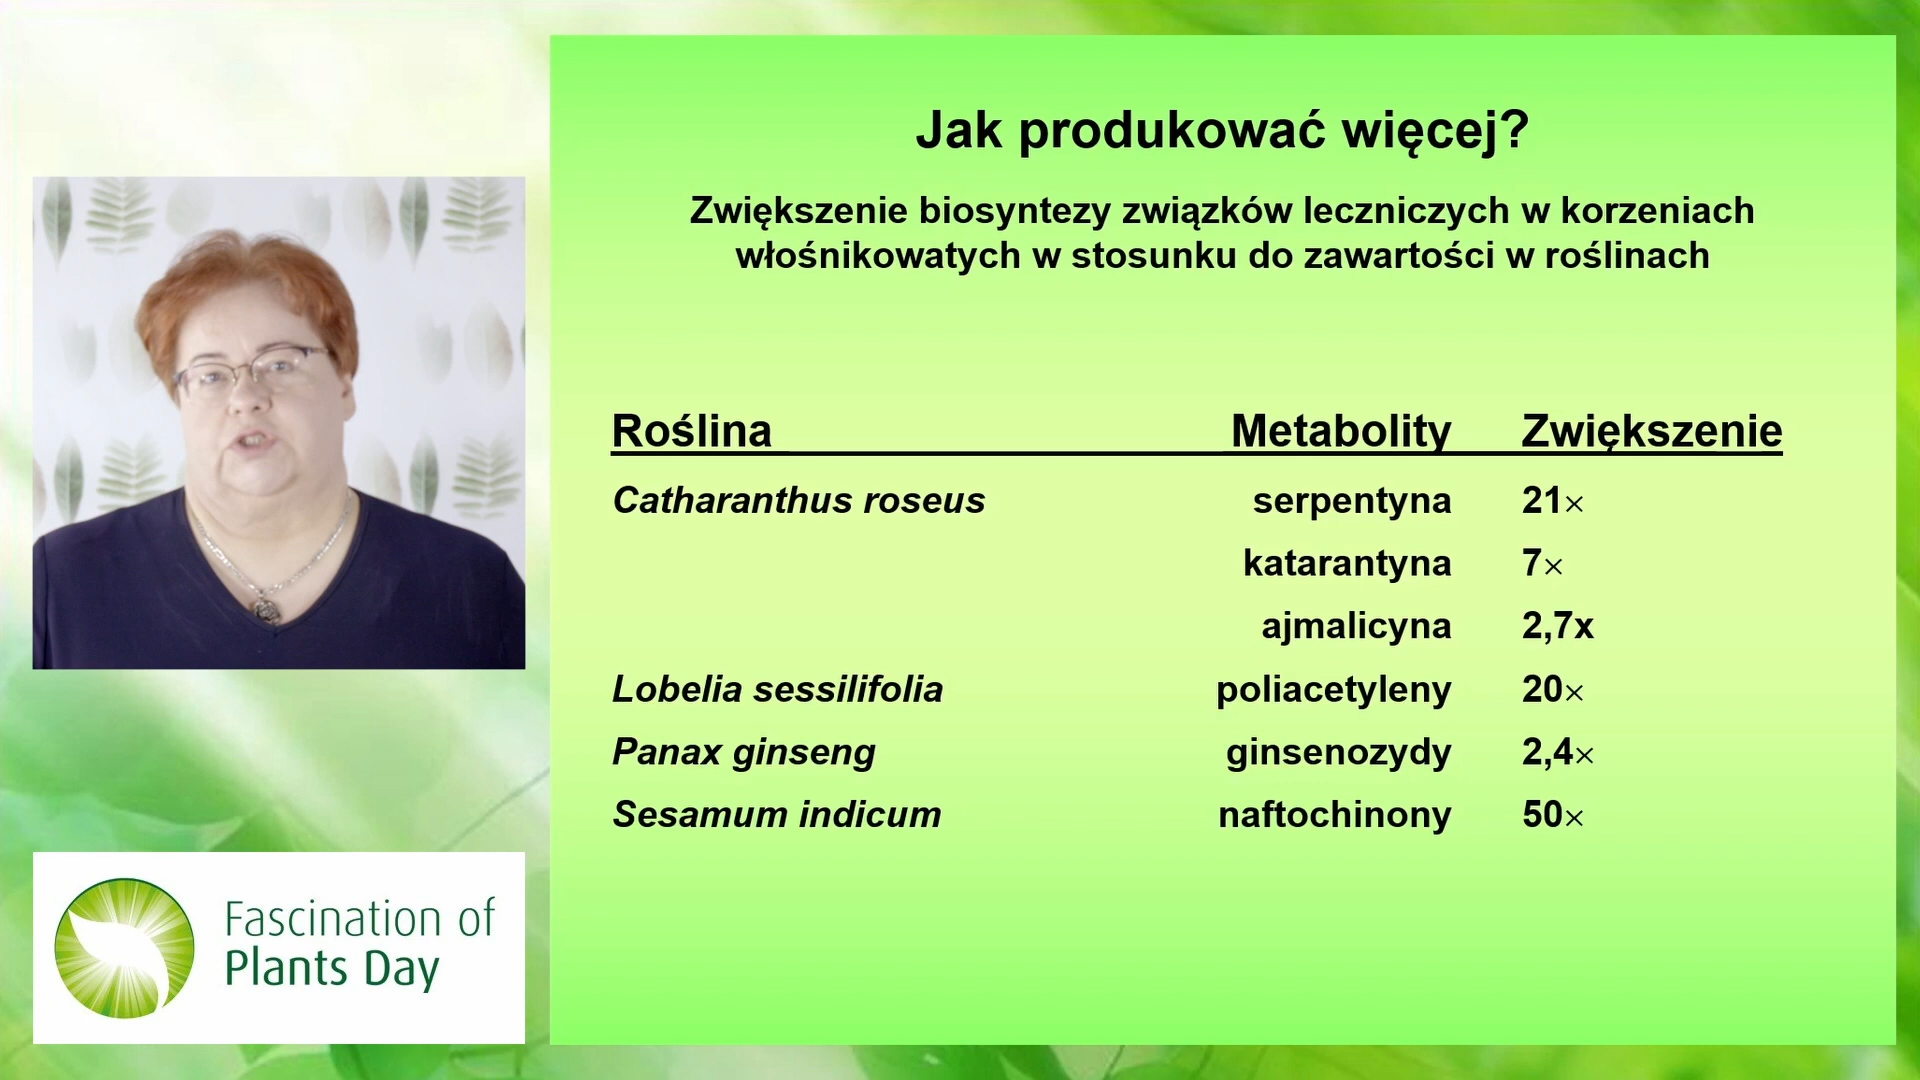 Jak produkować więcej?
Zwiększenie biosyntezy związków leczniczych w korzeniach
włośnikowatych w stosunku do zawartości w roślinach
Roślina Metabolity Zwiększenie
Catharanthus roseus serpentyna 21×
katarantyna 7×
ajmalicyna 2,7x
Lobelia sessilifolia poliacetyleny 20×
Panax ginseng ginsenozydy 2,4×
Sesamum indicum naftochinony 50×
Fascination of
Plants Day